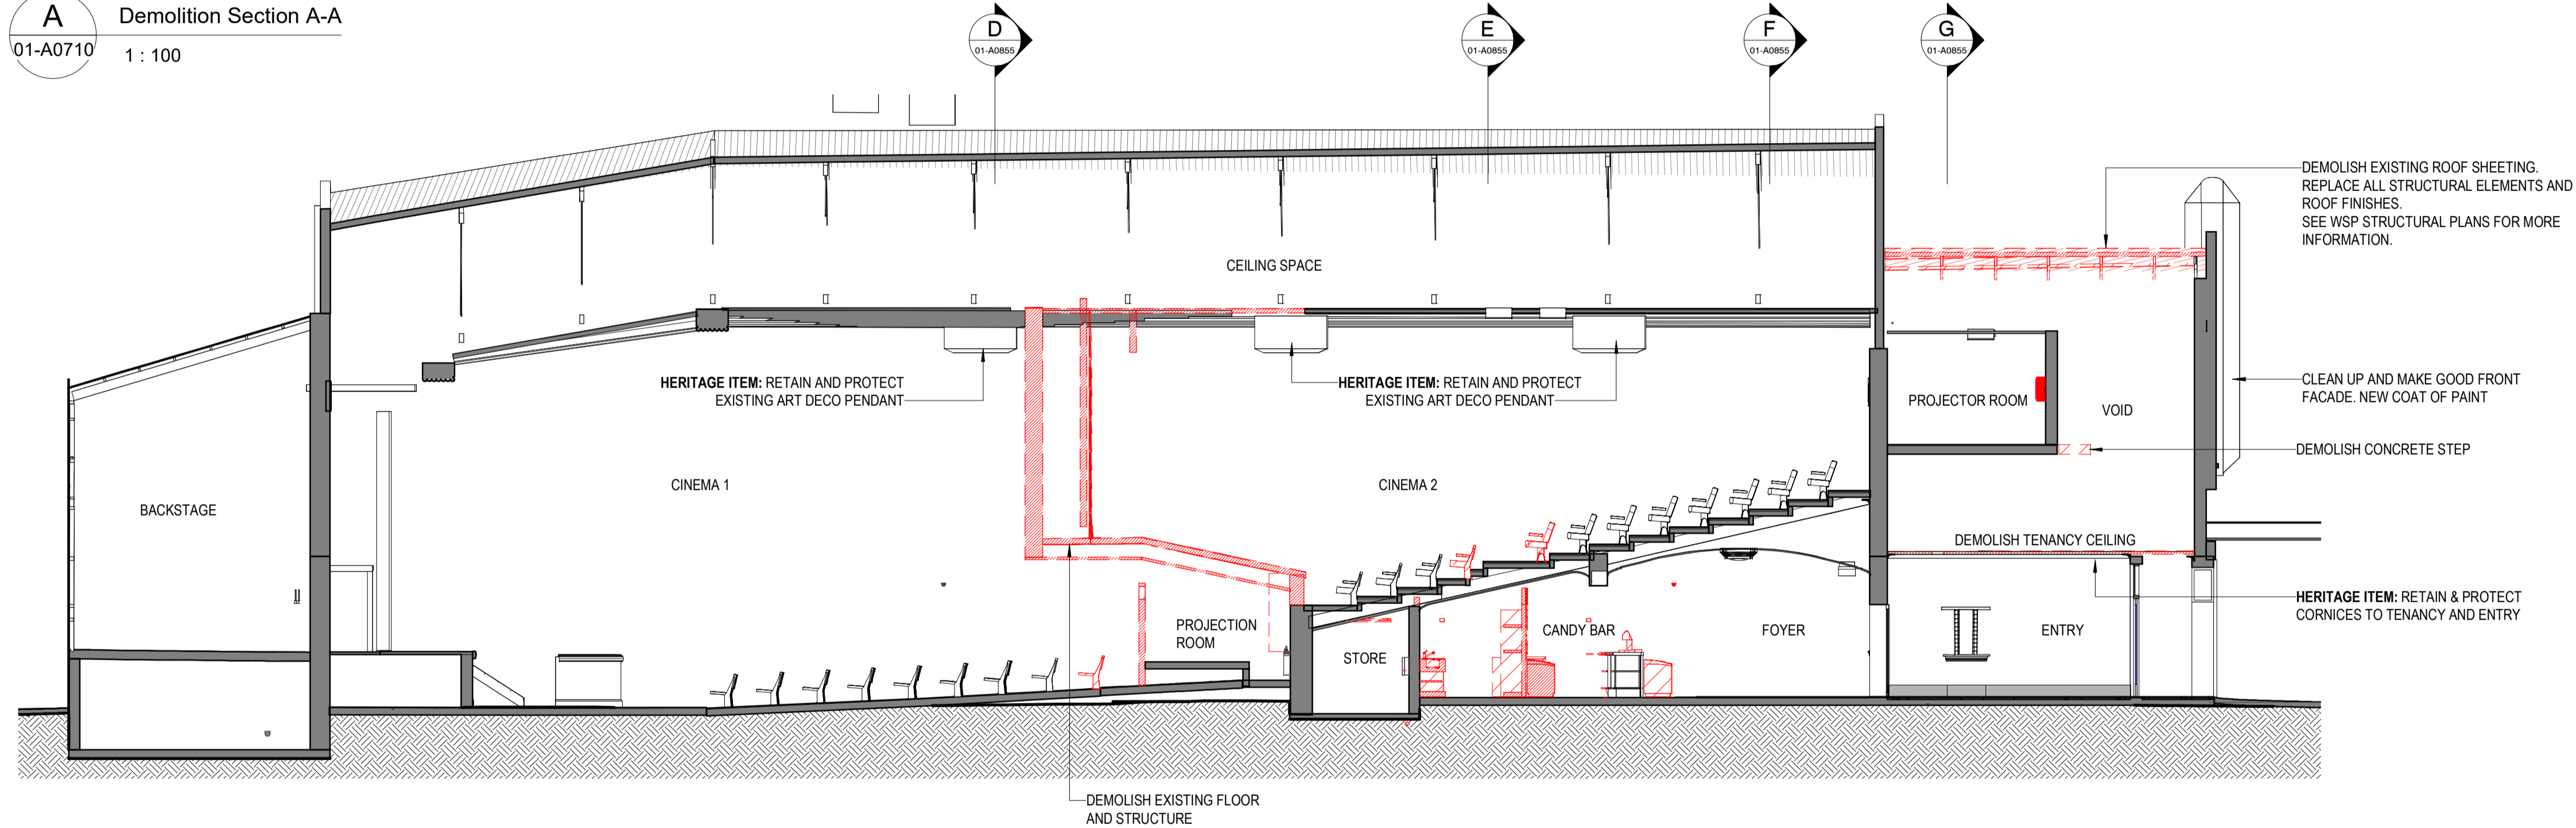 A
01-A0710
Demolition Section A-A
1 : 100
D
01-A0855
E
01-A0855
F
01-A0855
G
01-A0855
DEMOLISH EXISTING ROOF SHEETING.
REPLACE ALL STRUCTURAL ELEMENTS AND
ROOF FINISHES.
SEE WSP STRUCTURAL PLANS FOR MORE
INFORMATION.
CEILING SPACE
HERITAGE ITEM: RETAIN AND PROTECT
EXISTING ART DECO PENDANT
HERITAGE ITEM: RETAIN AND PROTECT
EXISTING ART DECO PENDANT
PROJECTOR ROOM
VOID
CLEAN UP AND MAKE GOOD FRONT
FACADE. NEW COAT OF PAINT
DEMOLISH CONCRETE STEP
BACKSTAGE
CINEMA 1
CINEMA 2
DEMOLISH TENANCY CEILING
HERITAGE ITEM: RETAIN & PROTECT
CORNICES TO TENANCY AND ENTRY
PROJECTION
ROOM
STORE
CANDY BAR
FOYER
ENTRY
DEMOLISH EXISTING FLOOR
AND STRUCTURE